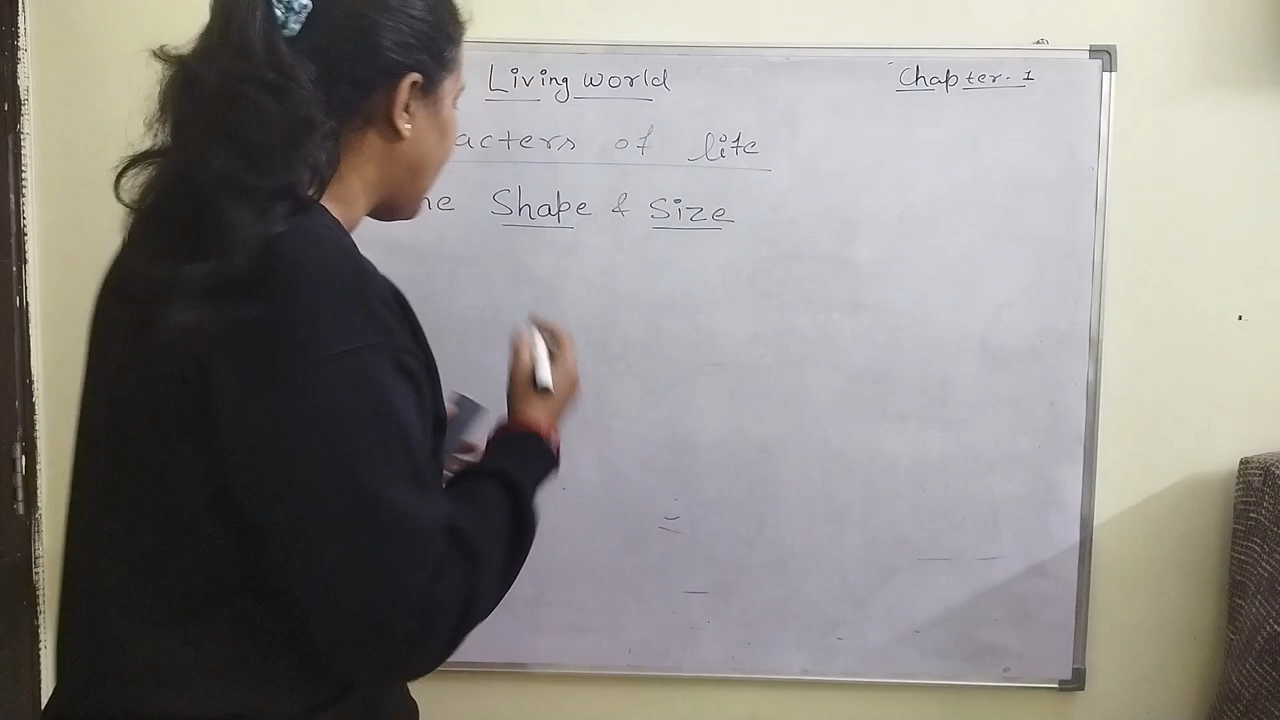 Living world
Chapter. 1
acters of life
ne Shape & Size